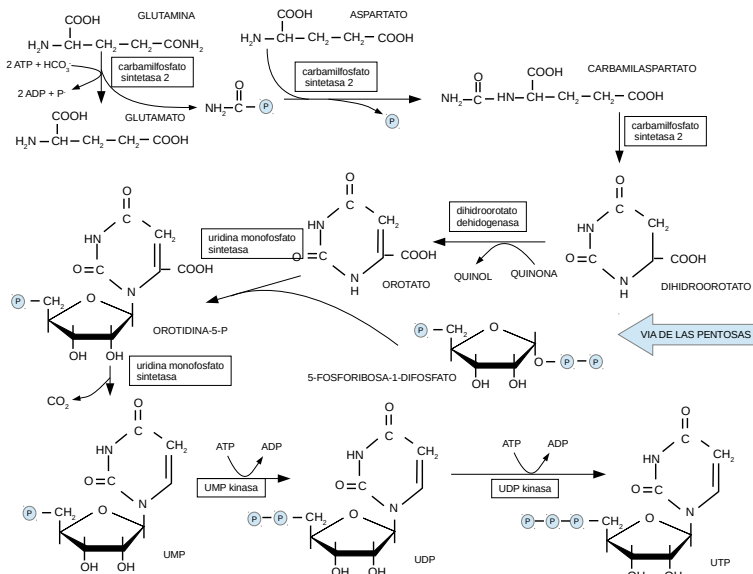 COOH
GLUTAMINA
H2N – CH – CH2 – CH2 – CONH2
2 ATP + HCO3-
carbamilfosfato
sintetasa 2
2 ADP + P-
GLUTAMATO
COOH
H2N – CH – CH2 – CH2 – COOH
O
NH2 – C – P
COOH
ASPARTATO
H2N – CH – CH2 – CH2 – COOH
carbamilfosfato
sintetasa 2
P
CARBAMILASPARTATO
O
COOH
NH2 – C – HN – CH – CH2 – CH2 – COOH
carbamilfosfato
sintetasa 2
O
C
HN
CH2
O=C
COOH
N
H
DIHIDROOROTATO
dihidroorotato
dehidogenasa
QUINOL
QUINONA
O
C
HN
CH2
O=C
COOH
N
H
OROTATO
uridina monofosfato
sintetasa
O
C
HN
CH2
O=C
COOH
N
P – CH2
O
OH
OH
OROTIDINA-5-P
VIA DE LAS PENTOSAS
P – CH2
O
O – P – P
OH
OH
5-FOSFORIBOSA-1-DIFOSFATO
uridina monofosfato
sintetasa
CO2
O
C
NH
CH2
O=C
N
P – CH2
O
OH
OH
UMP
ATP
ADP
UMP kinasa
O
C
NH
CH2
O=C
N
P – P – CH2
O
OH
OH
UDP
ATP
ADP
UDP kinasa
O
C
NH
CH2
O=C
N
P – P – P – CH2
O
OH
OH
UTP